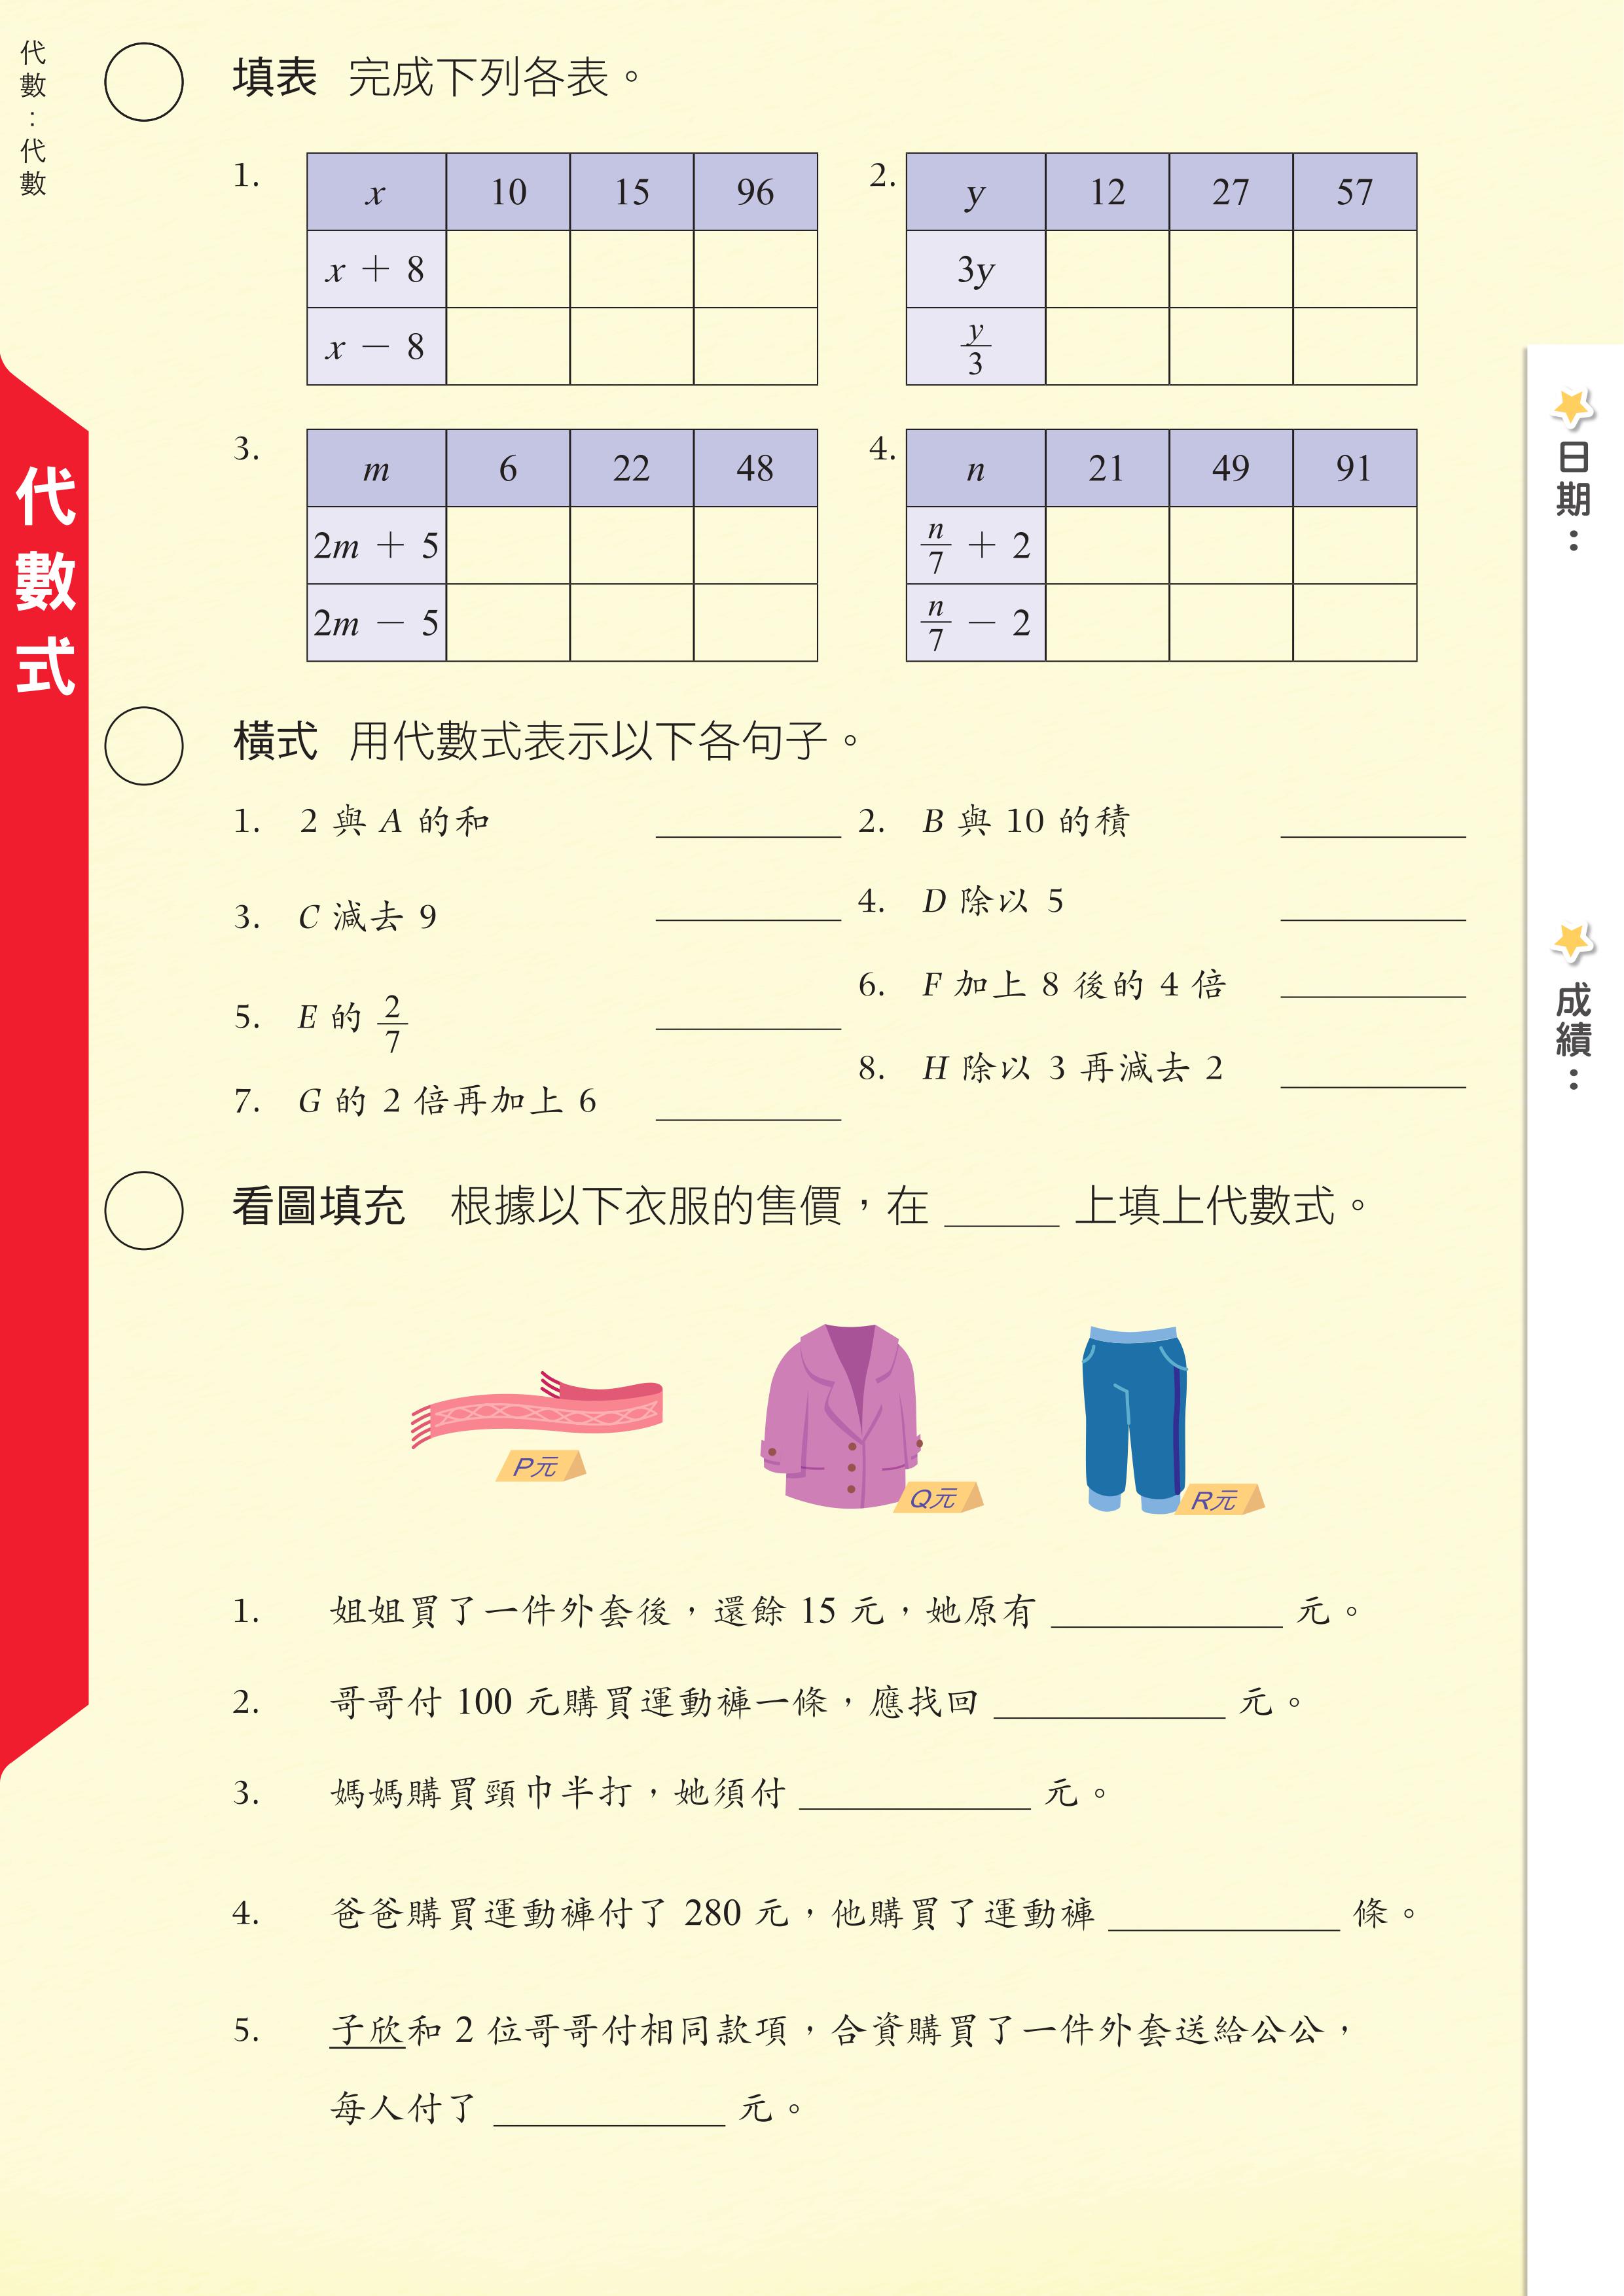 代數：代數
代數式
填表 完成下列各表。
1.
x 10 15 96
x + 8
x − 8
2.
y 12 27 57
3y
y/3
3.
m 6 22 48
2m + 5
2m − 5
4.
n 21 49 91
n/7 + 2
n/7 − 2
橫式 用代數式表示以下各句子。
1. 2 與 A 的和 ________
2. B 與 10 的積 ________
3. C 減去 9 ________
4. D 除以 5 ________
5. E 的 2/7 ________
6. F 加上 8 後的 4 倍 ________
7. G 的 2 倍再加上 6 ________
8. H 除以 3 再減去 2 ________
看圖填充 根據以下衣服的售價，在 _____ 上填上代數式。
P元
Q元
R元
1. 姐姐買了一件外套後，還餘 15 元，她原有 __________ 元。
2. 哥哥付 100 元購買運動褲一條，應找回 __________ 元。
3. 媽媽購買頸巾半打，她須付 __________ 元。
4. 爸爸購買運動褲付了 280 元，他購買了運動褲 __________ 條。
5. 子欣和 2 位哥哥付相同款項，合資購買了一件外套送給公公，
每人付了 __________ 元。
日期：
成績：